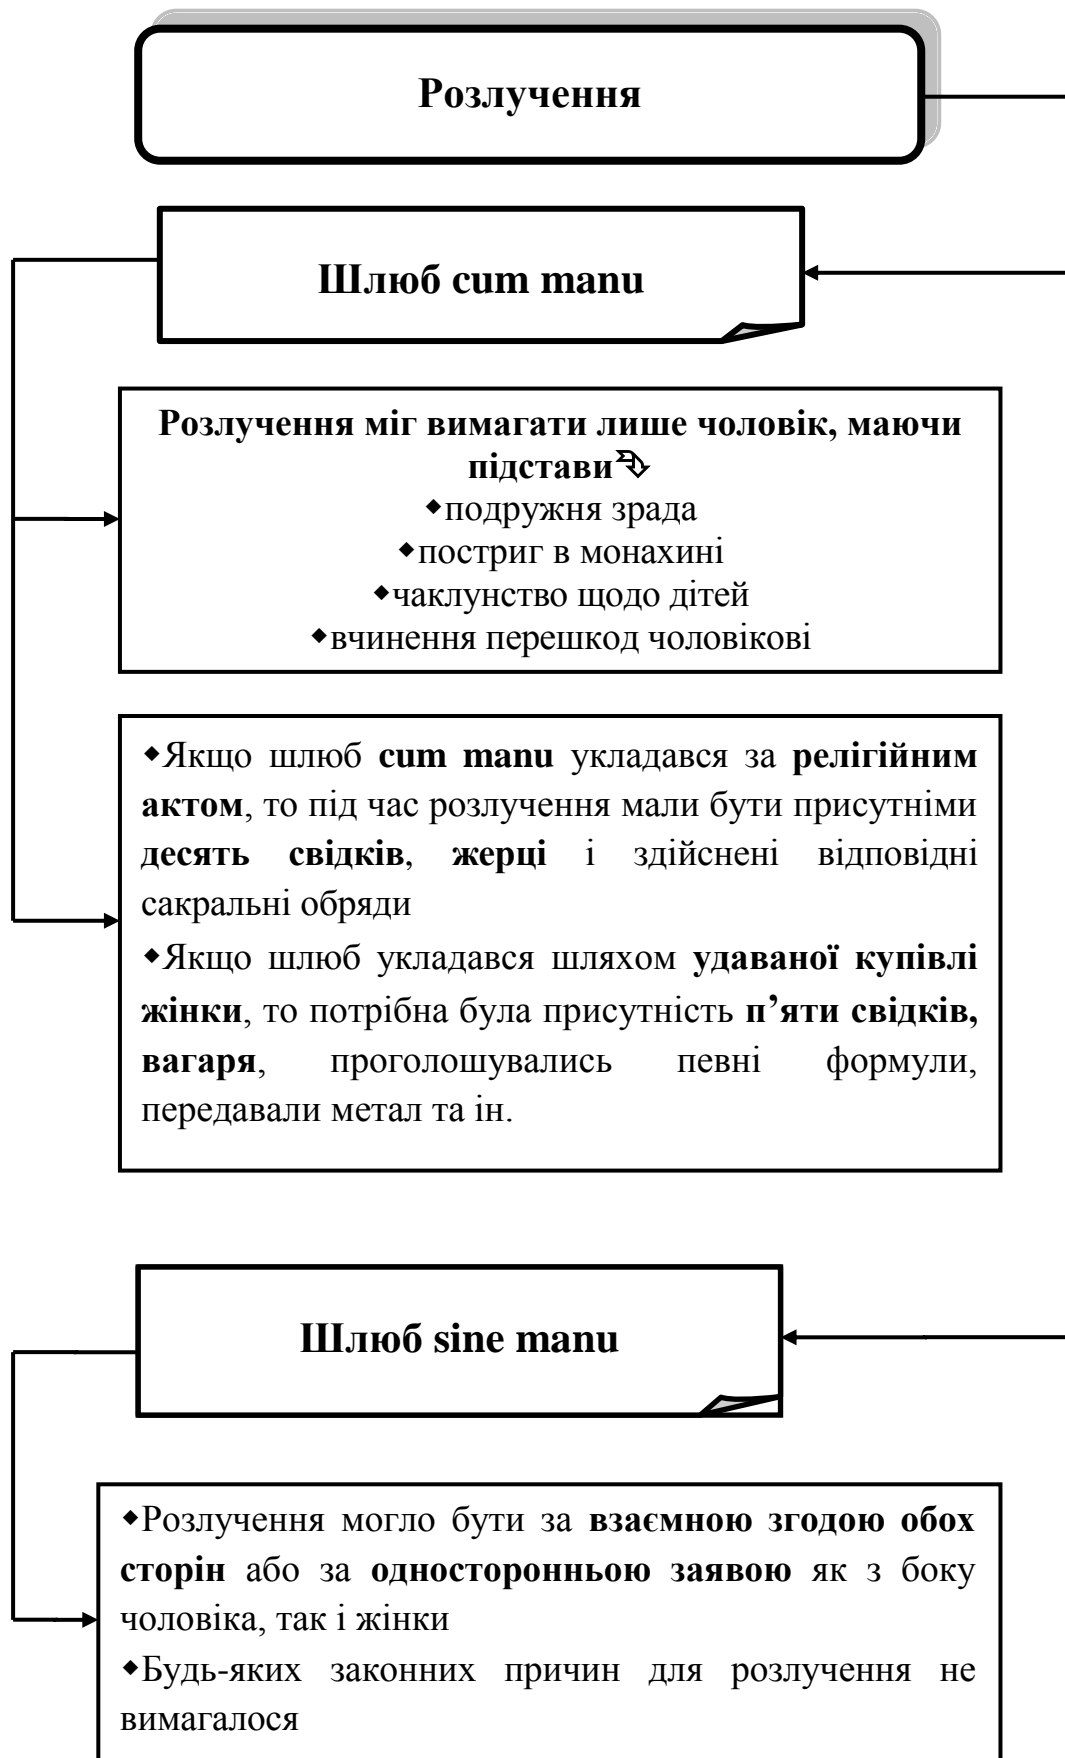 Розлучення
Шлюб cum manu
Розлучення міг вимагати лише чоловік, маючи
підстави
◆подружня зрада
◆постриг в монахині
◆чаклунство щодо дітей
◆вчинення перешкод чоловікові
◆Якщо шлюб cum manu укладався за релігійним
актом, то під час розлучення мали бути присутніми
десять свідків, жерці і здійснені відповідні
сакральні обряди
◆Якщо шлюб укладався шляхом удаваної купівлі
жінки, то потрібна була присутність п’яти свідків,
вагаря, проголошувались певні формули,
передавали метал та ін.
Шлюб sine manu
◆Розлучення могло бути за взаємною згодою обох
сторін або за односторонньою заявою як з боку
чоловіка, так і жінки
◆Будь-яких законних причин для розлучення не
вимагалося